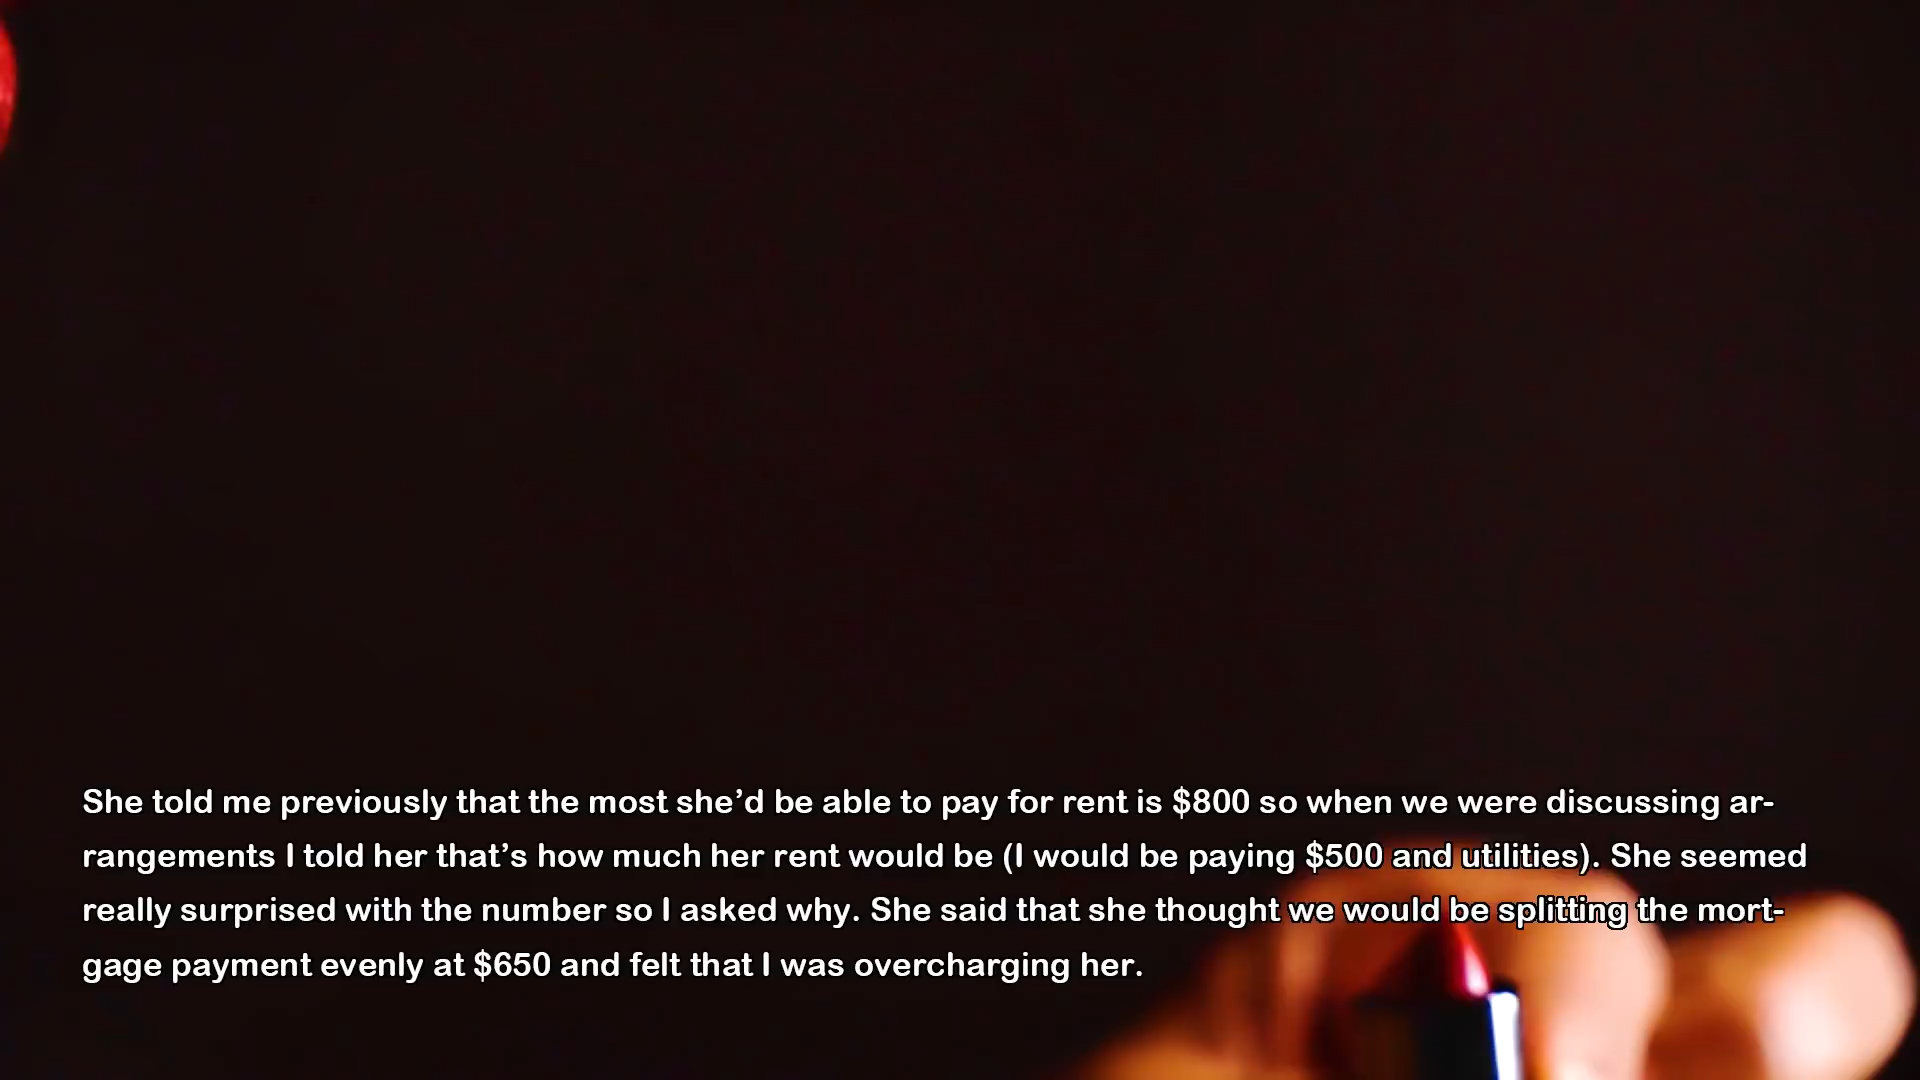 She told me previously that the most she’d be able to pay for rent is $800 so when we were discussing ar-
rangements I told her that’s how much her rent would be (I would be paying $500 and utilities). She seemed
really surprised with the number so I asked why. She said that she thought we would be splitting the mort-
gage payment evenly at $650 and felt that I was overcharging her.